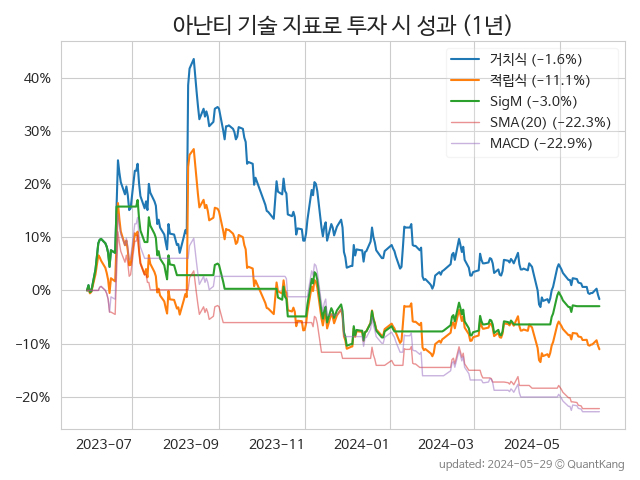 아난티 기술 지표로 투자 시 성과 (1년)
거치식 (−1.6%)
적립식 (−11.1%)
SigM (−3.0%)
SMA(20) (−22.3%)
MACD (−22.9%)
40%
30%
20%
10%
0%
−10%
−20%
2023-07
2023-09
2023-11
2024-01
2024-03
2024-05
updated: 2024-05-29 © QuantKang